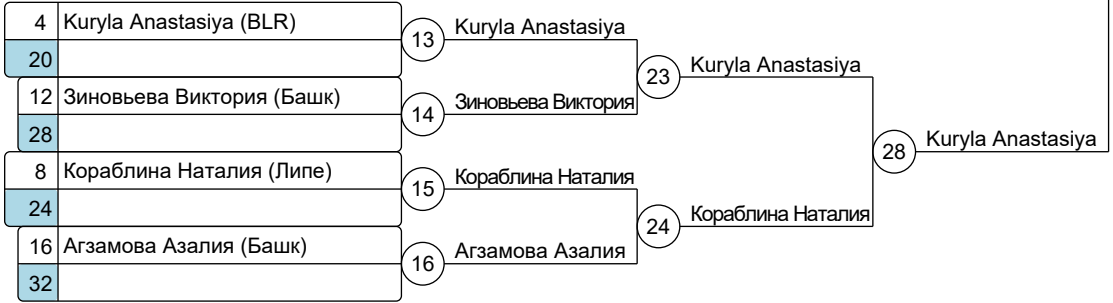 4 Kuryla Anastasiya (BLR)
20
12 Зиновьева Виктория (Башк)
28
8 Кораблина Наталия (Липе)
24
16 Агзамова Азалия (Башк)
32
13 Kuryla Anastasiya
14 Зиновьева Виктория
15 Кораблина Наталия
16 Агзамова Азалия
23 Kuryla Anastasiya
24 Кораблина Наталия
28 Kuryla Anastasiya